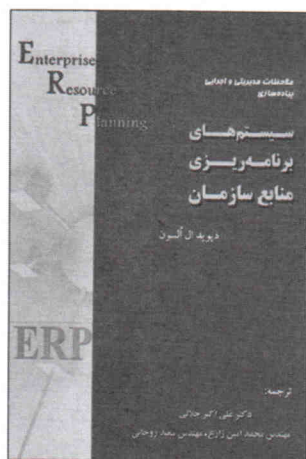 Enterprise
Resource
Planning
ملاحظات مدیریتی و اجرایی
پیاده‌سازی
سیستم‌های
برنامه‌ریزی
منابع سازمان
دیوید ال اُلسون
ERP
ترجمه:
دکتر علی اکبر جلالی
مهندس محمد امین زارع، مهندس سعید روحانی